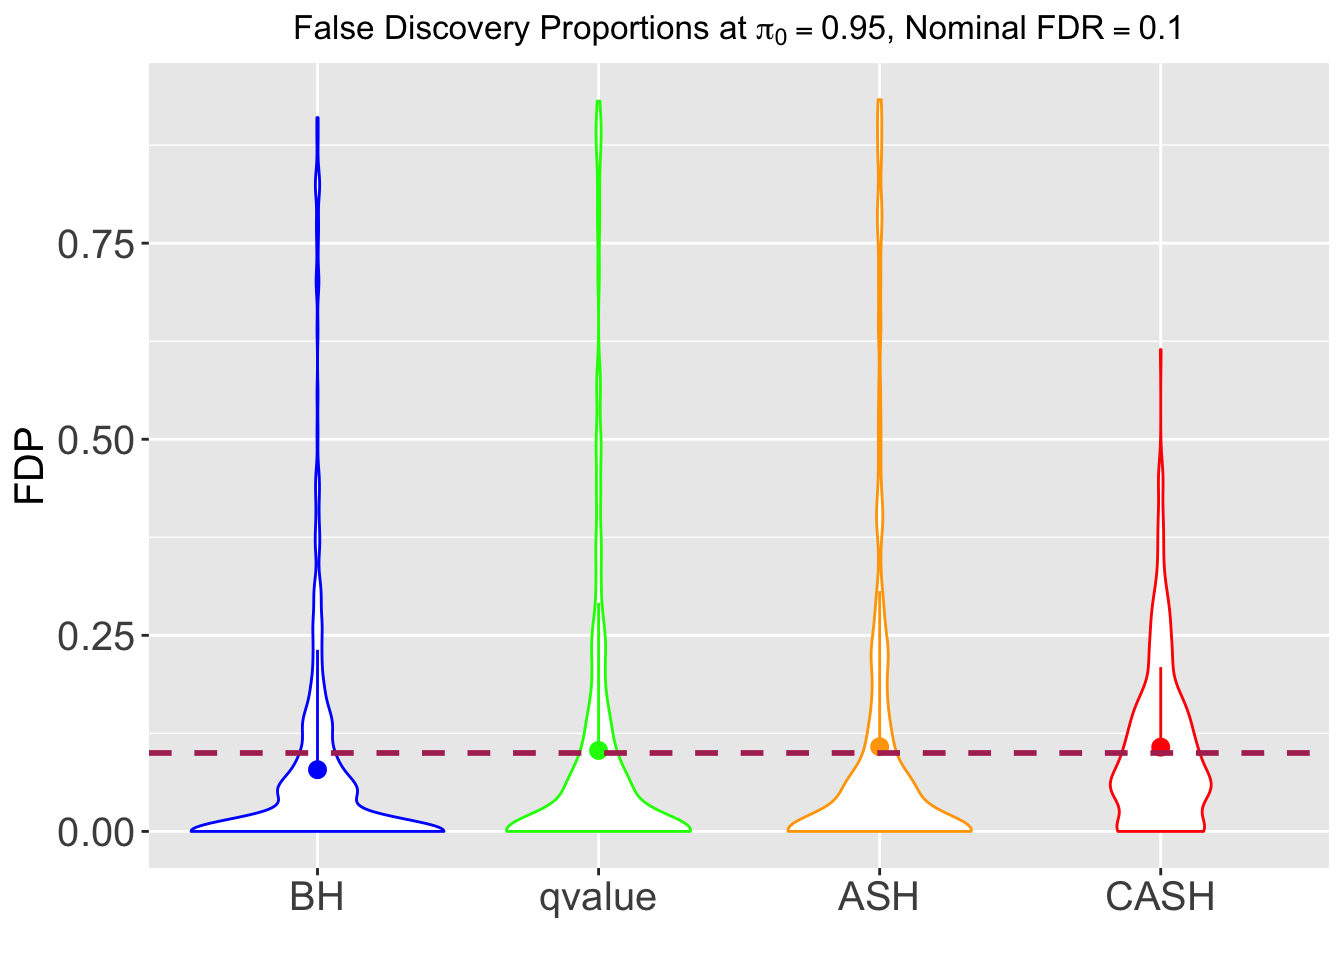 False Discovery Proportions at π₀ = 0.95, Nominal FDR = 0.1
FDP
0.75
0.50
0.25
0.00
BH
qvalue
ASH
CASH